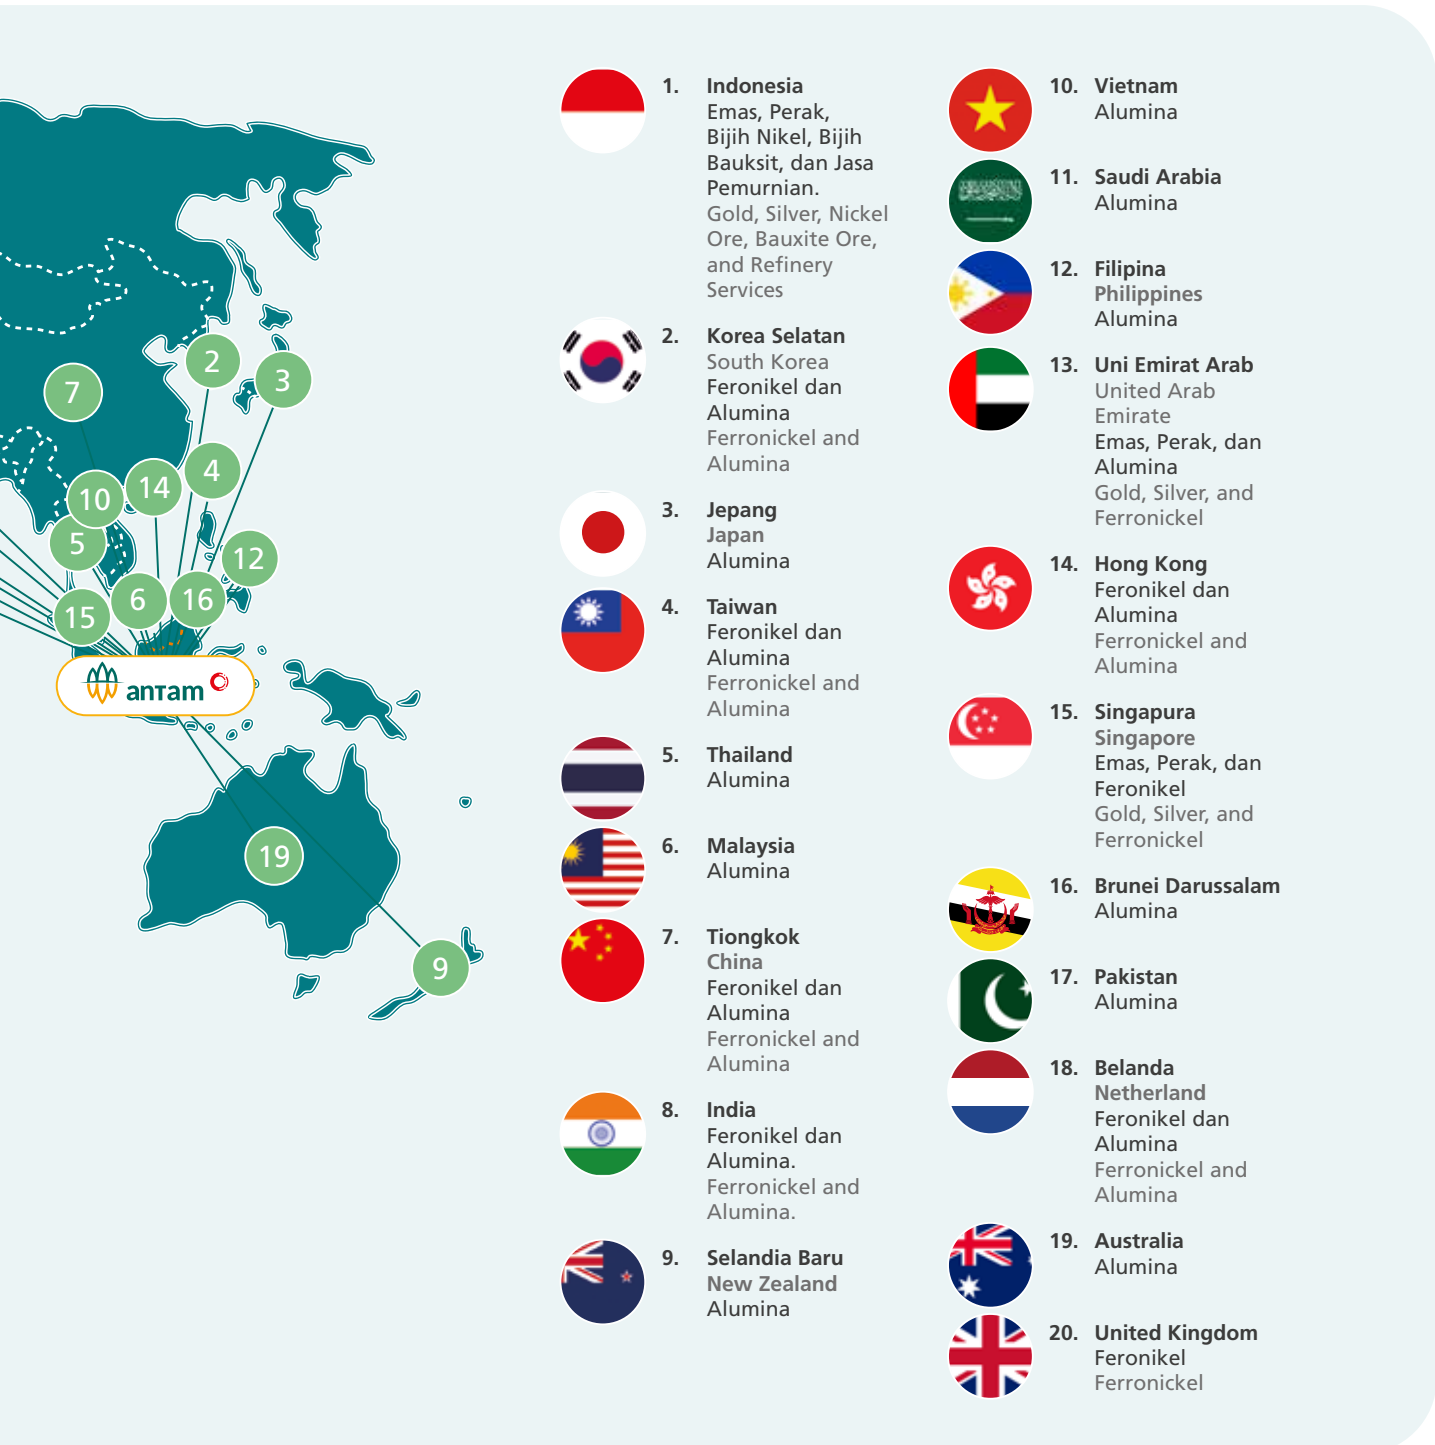 7
2
3
10
14
4
5
12
15
6
16
antam
19
9
1. Indonesia
Emas, Perak,
Bijih Nikel, Bijih
Bauksit, dan Jasa
Pemurnian.
Gold, Silver, Nickel
Ore, Bauxite Ore,
and Refinery
Services
2. Korea Selatan
South Korea
Feronikel dan
Alumina
Ferronickel and
Alumina
3. Jepang
Japan
Alumina
4. Taiwan
Feronikel dan
Alumina
Ferronickel and
Alumina
5. Thailand
Alumina
6. Malaysia
Alumina
7. Tiongkok
China
Feronikel dan
Alumina
Ferronickel and
Alumina
8. India
Feronikel dan
Alumina.
Ferronickel and
Alumina.
9. Selandia Baru
New Zealand
Alumina
10. Vietnam
Alumina
11. Saudi Arabia
Alumina
12. Filipina
Philippines
Alumina
13. Uni Emirat Arab
United Arab
Emirate
Emas, Perak, dan
Alumina
Gold, Silver, and
Ferronickel
14. Hong Kong
Feronikel dan
Alumina
Ferronickel and
Alumina
15. Singapura
Singapore
Emas, Perak, dan
Feronikel
Gold, Silver, and
Ferronickel
16. Brunei Darussalam
Alumina
17. Pakistan
Alumina
18. Belanda
Netherland
Feronikel dan
Alumina
Ferronickel and
Alumina
19. Australia
Alumina
20. United Kingdom
Feronikel
Ferronickel